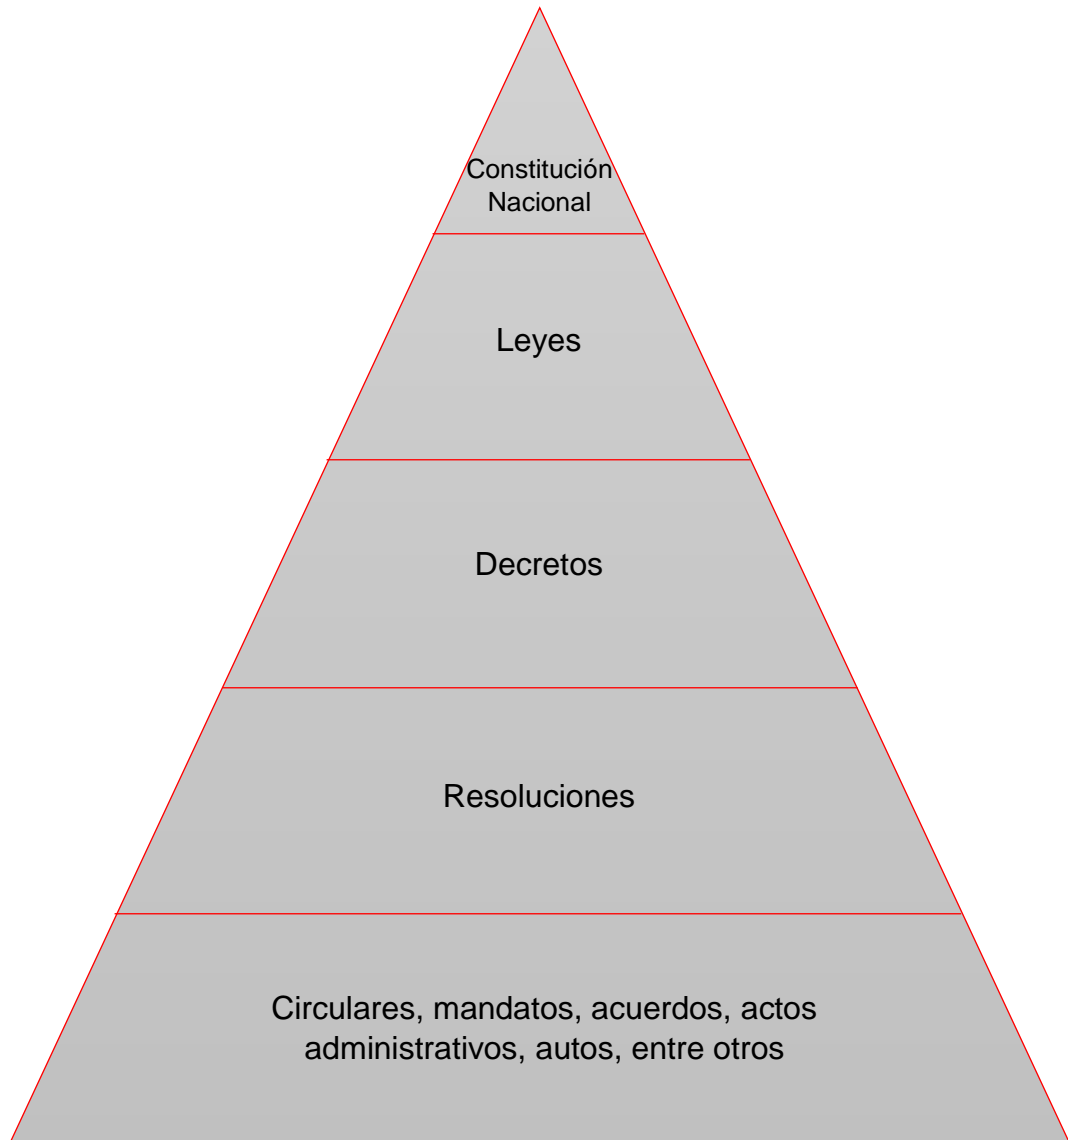 Constitución
Nacional
Leyes
Decretos
Resoluciones
Circulares, mandatos, acuerdos, actos
administrativos, autos, entre otros